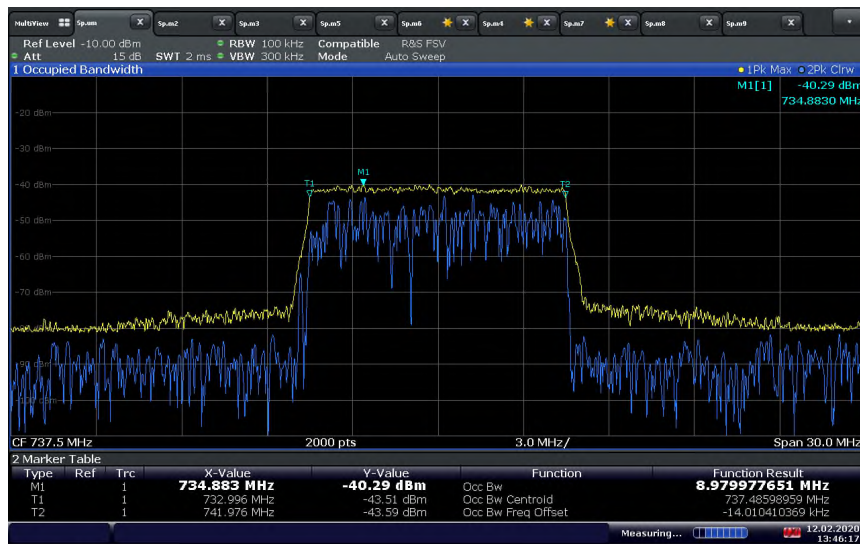 MultiView Sp.um X Sp.m2 X Sp.m3 X Sp.m5 X Sp.m6 X Sp.m4 X Sp.m7 X Sp.m8 X Sp.m9 X
Ref Level -10.00 dBm RBW 100 kHz Compatible R&S FSV
Att 15 dB SWT 2 ms VBW 300 kHz Mode Auto Sweep
1 Occupied Bandwidth 1Pk Max 2Pk Clrw
M1[1] -40.29 dBm
734.8830 MHz
-20 dBm
-30 dBm
M1
-40 dBm
T1 T2
-50 dBm
-60 dBm
-70 dBm
-90 dBm
-100 dBm
CF 737.5 MHz 2000 pts 3.0 MHz/ Span 30.0 MHz
2 Marker Table
Type Ref Trc X-Value Y-Value Function Function Result
M1 1 734.883 MHz -40.29 dBm Occ Bw 8.979977651 MHz
T1 1 732.996 MHz -43.51 dBm Occ Bw Centroid 737.48598959 MHz
T2 1 741.976 MHz -43.59 dBm Occ Bw Freq Offset -14.010410369 kHz
Measuring... 12.02.2020
13:46:17